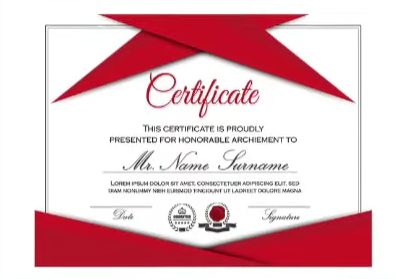 Certificate
THIS CERTIFICATE IS PROUDLY
PRESENTED FOR HONORABLE ARCHIEMENT TO
Mr. Name Surname
LOREM IPSUM DOLOR SIT AMET, CONSECTETUER ADIPISCING ELIT, SED
DIAM NONUMMY NIBH EUISMOD TINCIDUNT UT LAOREET DOLORE MAGNA
Date
Signature